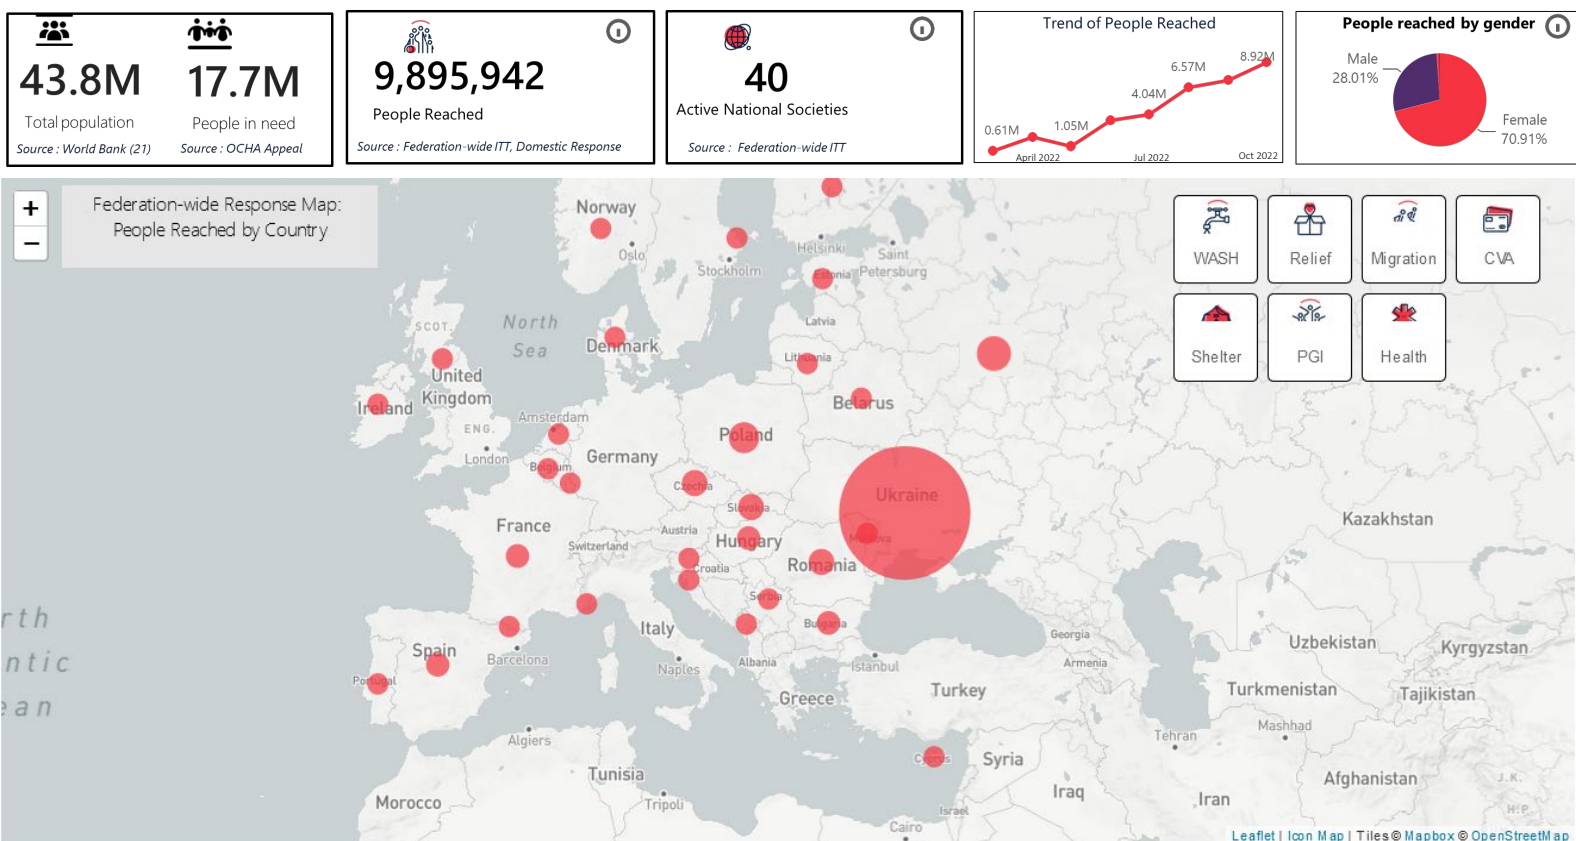 43.8M
Total population
Source : World Bank (21)
17.7M
People in need
Source : OCHA Appeal
9,895,942
People Reached
Source : Federation-wide ITT, Domestic Response
40
Active National Societies
Source : Federation-wide ITT
Trend of People Reached
0.61M
1.05M
4.04M
6.57M
8.92M
April 2022
Jul 2022
Oct 2022
People reached by gender
Male
28.01%
Female
70.91%
+
−
Federation-wide Response Map:
People Reached by Country
WASH
Relief
Migration
CVA
Shelter
PGI
Health
Norway
Oslo
Stockholm
Helsinki
Saint
Petersburg
Estonia
Latvia
Lithuania
SCOT.
North
Sea
Denmark
United
Kingdom
Ireland
ENG.
London
Amsterdam
Belgium
Germany
Poland
Belarus
Czechia
Slovakia
Ukraine
Moldova
France
Austria
Switzerland
Hungary
Romania
Croatia
Serbia
Bulgaria
Italy
Spain
Barcelona
Portugal
Naples
Albania
Istanbul
Greece
Turkey
Georgia
Armenia
Kazakhstan
Uzbekistan
Kyrgyzstan
Turkmenistan
Tajikistan
Mashhad
Tehran
Afghanistan
J.K.
H.P.
Iran
Iraq
Syria
Cyprus
Israel
Cairo
Tripoli
Tunisia
Algiers
Morocco
rth
ntic
ean
Leaflet | Icon Map | Tiles © Mapbox © OpenStreetMap